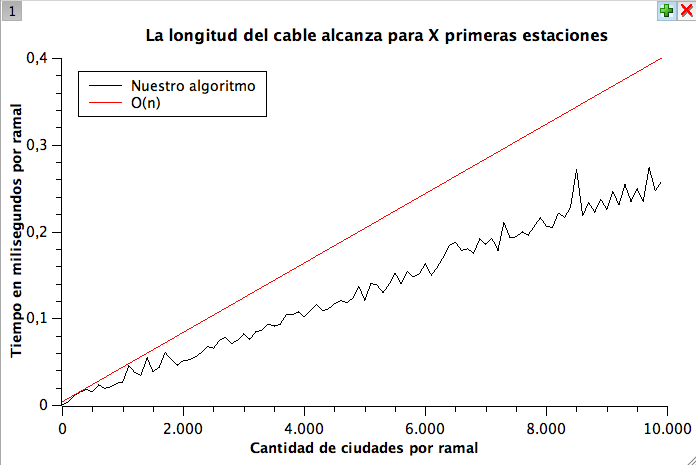 1
La longitud del cable alcanza para X primeras estaciones
Nuestro algoritmo
O(n)
Tiempo en milisegundos por ramal
0,4
0,3
0,2
0,1
0
0 2.000 4.000 6.000 8.000 10.000
Cantidad de ciudades por ramal